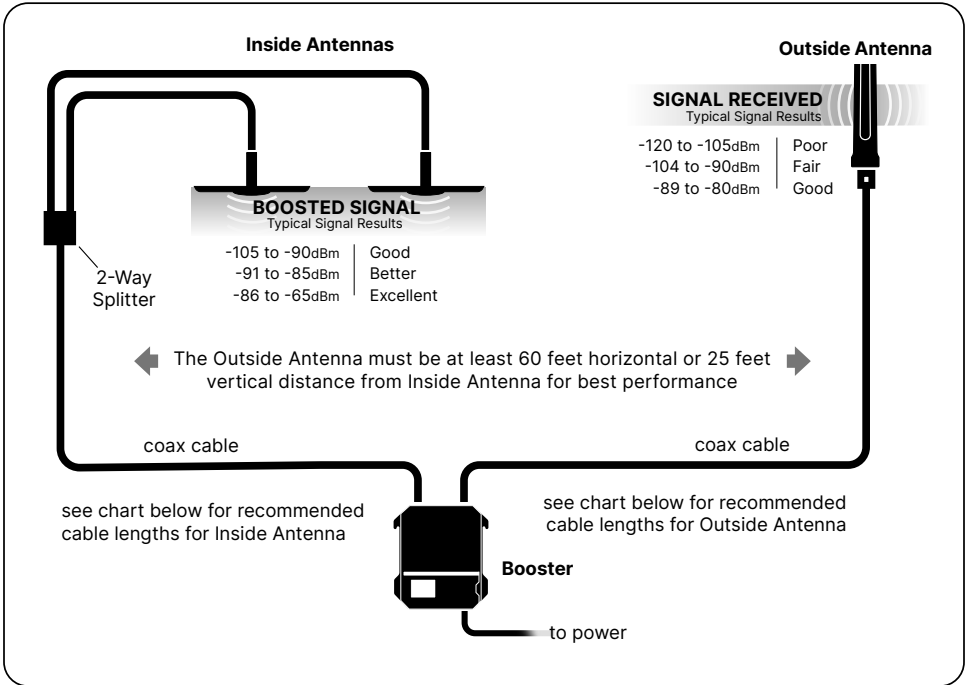 Inside Antennas
Outside Antenna
SIGNAL RECEIVED
Typical Signal Results
-120 to -105dBm | Poor
-104 to -90dBm | Fair
-89 to -80dBm | Good
BOOSTED SIGNAL
Typical Signal Results
-105 to -90dBm | Good
-91 to -85dBm | Better
-86 to -65dBm | Excellent
2-Way
Splitter
The Outside Antenna must be at least 60 feet horizontal or 25 feet
vertical distance from Inside Antenna for best performance
coax cable
coax cable
see chart below for recommended
cable lengths for Inside Antenna
see chart below for recommended
cable lengths for Outside Antenna
Booster
to power